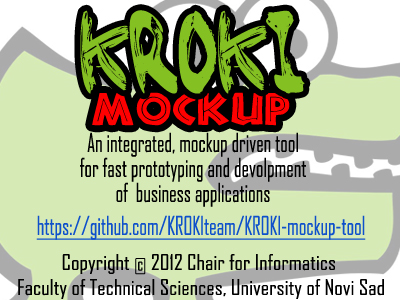 KROKI
MOCKUP
An integrated, mockup driven tool
for fast prototyping and devolpment
of business applications
https://github.com/KROKIteam/KROKI-mockup-tool
Copyright © 2012 Chair for Informatics
Faculty of Technical Sciences, University of Novi Sad